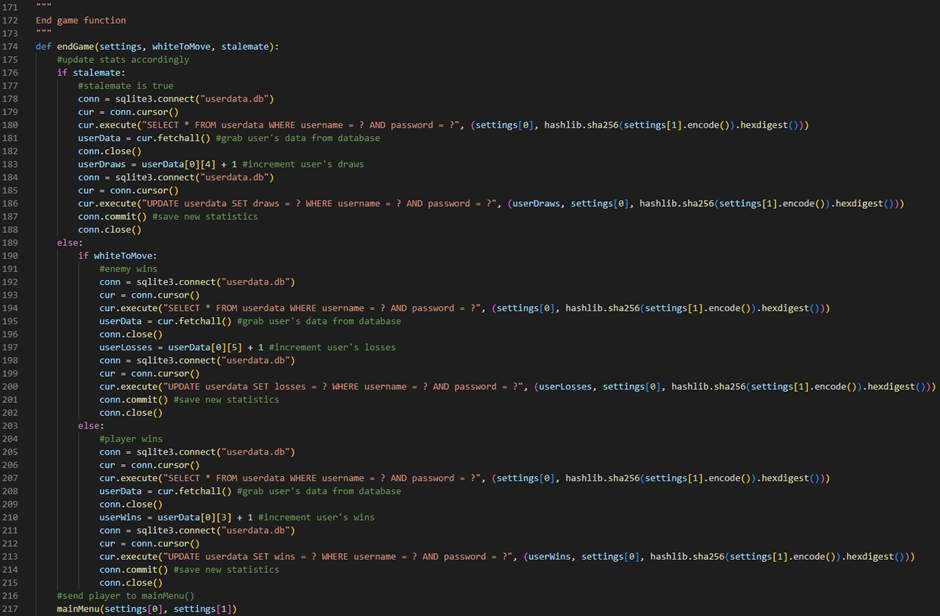 171 """
172 End game function
173 """
174 def endGame(settings, whiteToMove, stalemate):
175     #update stats accordingly
176     if stalemate:
177         #stalemate is true
178         conn = sqlite3.connect("userdata.db")
179         cur = conn.cursor()
180         cur.execute("SELECT * FROM userdata WHERE username = ? AND password = ?", (settings[0], hashlib.sha256(settings[1].encode()).hexdigest()))
181         userData = cur.fetchall() #grab user's data from database
182         conn.close()
183         userDraws = userData[0][4] + 1 #increment user's draws
184         conn = sqlite3.connect("userdata.db")
185         cur = conn.cursor()
186         cur.execute("UPDATE userdata SET draws = ? WHERE username = ? AND password = ?", (userDraws, settings[0], hashlib.sha256(settings[1].encode()).hexdigest()))
187         conn.commit() #save new statistics
188         conn.close()
189     else:
190         if whiteToMove:
191             #enemy wins
192             conn = sqlite3.connect("userdata.db")
193             cur = conn.cursor()
194             cur.execute("SELECT * FROM userdata WHERE username = ? AND password = ?", (settings[0], hashlib.sha256(settings[1].encode()).hexdigest()))
195             userData = cur.fetchall() #grab user's data from database
196             conn.close()
197             userLosses = userData[0][5] + 1 #increment user's losses
198             conn = sqlite3.connect("userdata.db")
199             cur = conn.cursor()
200             cur.execute("UPDATE userdata SET losses = ? WHERE username = ? AND password = ?", (userLosses, settings[0], hashlib.sha256(settings[1].encode()).hexdigest()))
201             conn.commit() #save new statistics
202             conn.close()
203         else:
204             #player wins
205             conn = sqlite3.connect("userdata.db")
206             cur = conn.cursor()
207             cur.execute("SELECT * FROM userdata WHERE username = ? AND password = ?", (settings[0], hashlib.sha256(settings[1].encode()).hexdigest()))
208             userData = cur.fetchall() #grab user's data from database
209             conn.close()
210             userWins = userData[0][3] + 1 #increment user's wins
211             conn = sqlite3.connect("userdata.db")
212             cur = conn.cursor()
213             cur.execute("UPDATE userdata SET wins = ? WHERE username = ? AND password = ?", (userWins, settings[0], hashlib.sha256(settings[1].encode()).hexdigest()))
214             conn.commit() #save new statistics
215             conn.close()
216     #send player to mainMenu()
217     mainMenu(settings[0], settings[1])